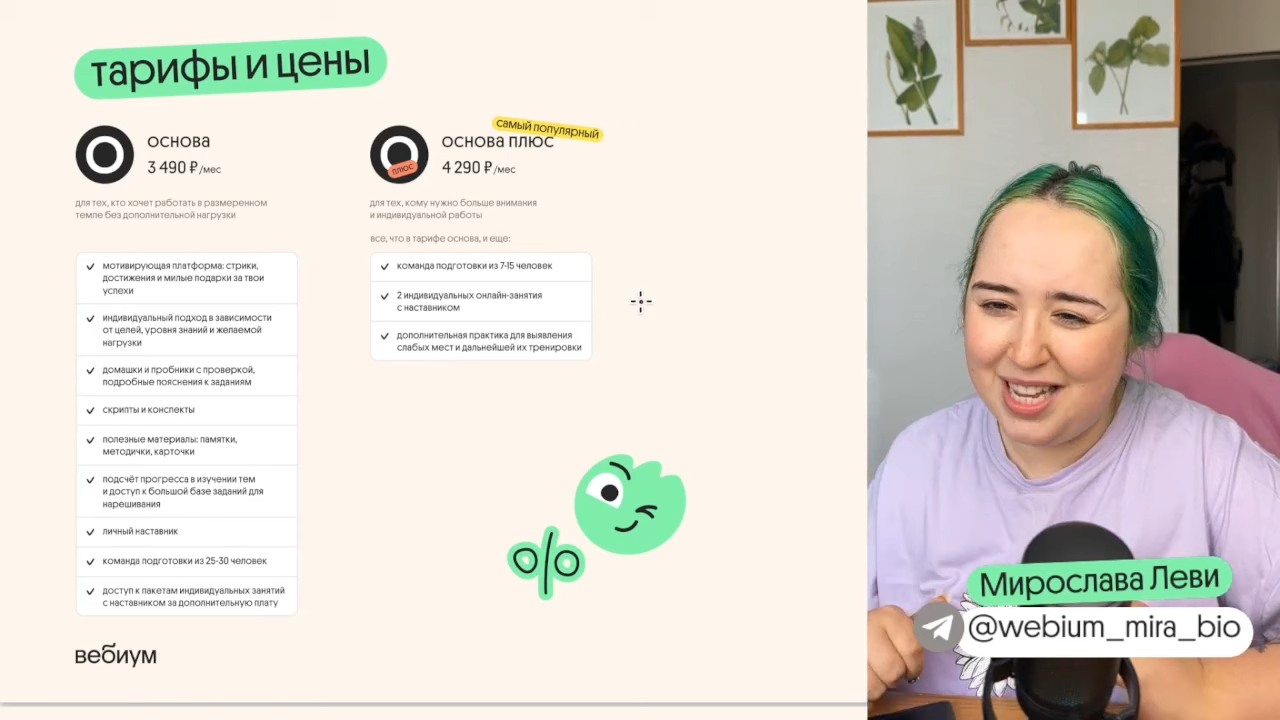 тарифы и цены
основа
3 490 ₽/мес
для тех, кто хочет работать в размеренном
темпе без дополнительной нагрузки
мотивирующая платформа: стрики,
достижения и милые подарки за твои
успехи
индивидуальный подход в зависимости
от целей, уровня знаний и желаемой
нагрузки
домашки и пробники с проверкой,
подробные пояснения к заданиям
скрипты и конспекты
полезные материалы: памятки,
методички, карточки
подсчёт прогресса в изучении тем
и доступ к большой базе заданий для
нарешивания
личный наставник
команда подготовки из 25-30 человек
доступ к пакетам индивидуальных занятий
с наставником за дополнительную плату
самый популярный
плюс
основа плюс
4 290 ₽/мес
для тех, кому нужно больше внимания
и индивидуальной работы
все, что в тарифе основа, и еще:
команда подготовки из 7-15 человек
2 индивидуальных онлайн-занятия
с наставником
дополнительная практика для выявления
слабых мест и дальнейшей их тренировки
%
вебиум
Мирослава Леви
@webium_mira_bio